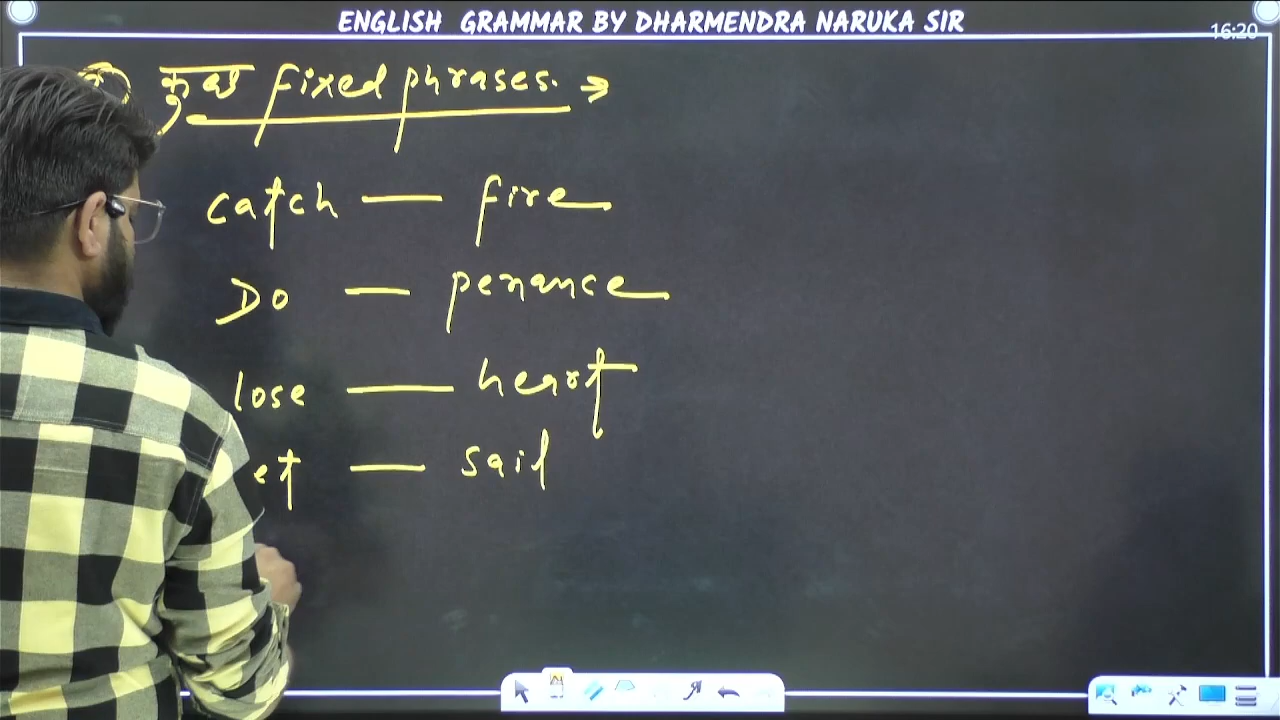 ENGLISH GRAMMAR BY DHARMENDRA NARUKA SIR
16:20
कुछ fixed phrases. →
catch — fire
Do — penance
lose — heart
et — sail